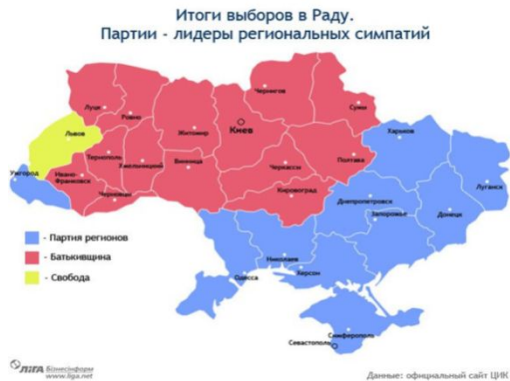 Итоги выборов в Раду.
Партии - лидеры региональных симпатий
Чернигов
Луцк
Ровно
Сумы
Киев
Житомир
Львов
Харьков
Тернополь
Хмельницкий
Винница
Полтава
Черкассы
Ужгород
Ивано-
Франковск
Луганск
Черновцы
Кировоград
Днепропетровск
Запорожье
Донецк
- Партия регионов
- Батькивщина
- Свобода
Николаев
Одесса
Херсон
Симферополь
Севастополь
ЛІГА Бізнесінформ
www.liga.net
Данные: официальный сайт ЦИК